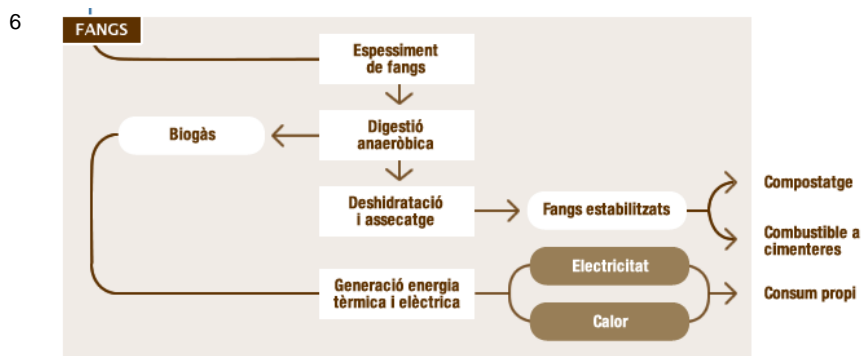 6
FANGS
Espessiment
de fangs
Biogàs
Digestió
anaeròbica
Deshidratació
i assecatge
Fangs estabilitzats
Compostatge
Combustible a
cimenteres
Generació energia
tèrmica i elèctrica
Electricitat
Calor
Consum propi